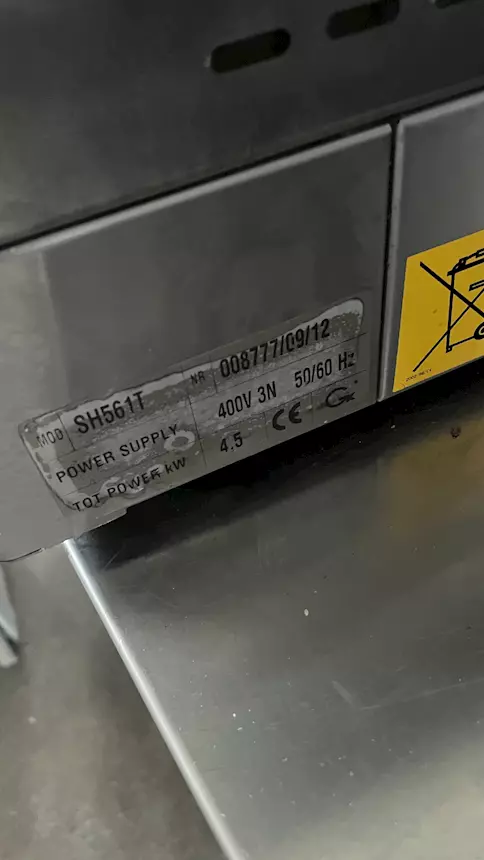 MOD SH561T NR 008777/09/12
POWER SUPPLY 400V 3N 50/60 Hz
TOT POWER kW 4.5 CE